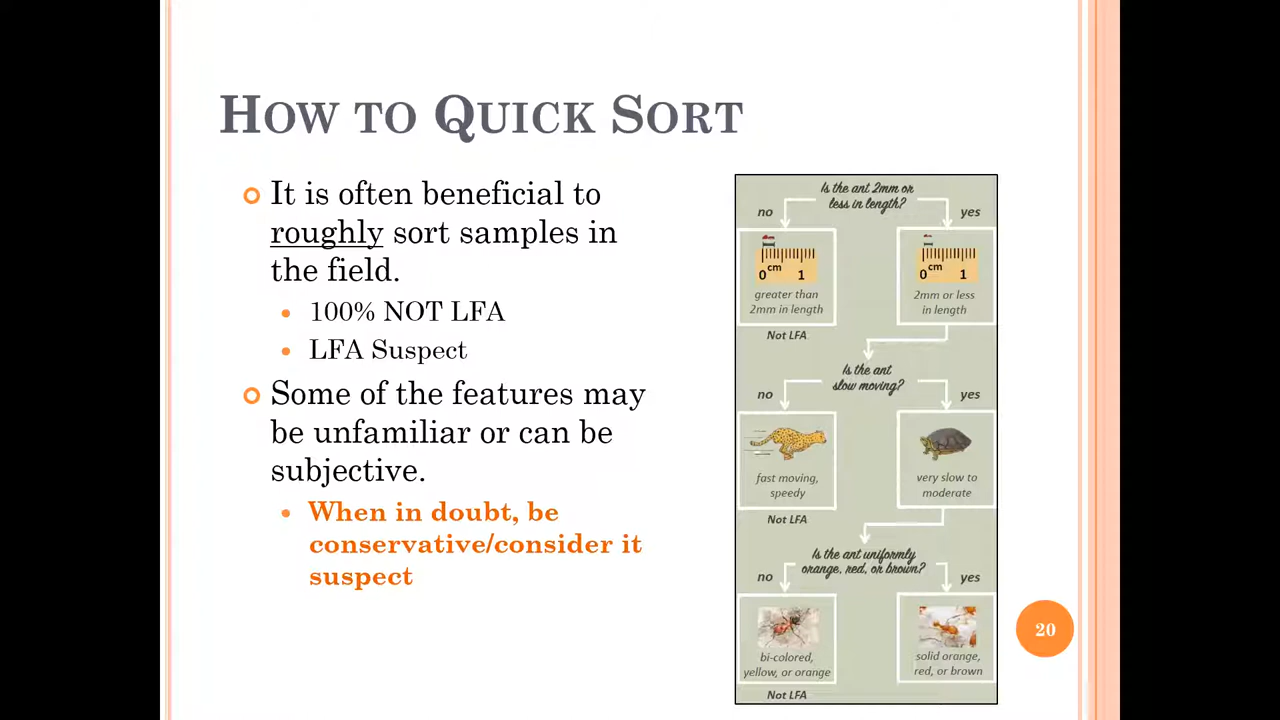 HOW TO QUICK SORT
It is often beneficial to
roughly sort samples in
the field.
100% NOT LFA
LFA Suspect
Some of the features may
be unfamiliar or can be
subjective.
When in doubt, be
conservative/consider it
suspect
Is the ant 2mm or
less in length?
no
yes
0 cm 1
0 cm 1
greater than
2mm in length
2mm or less
in length
Not LFA
Is the ant
slow moving?
no
yes
fast moving,
speedy
very slow to
moderate
Not LFA
Is the ant uniformly
orange, red, or brown?
no
yes
bi-colored,
yellow, or orange
solid orange,
red, or brown
Not LFA
20